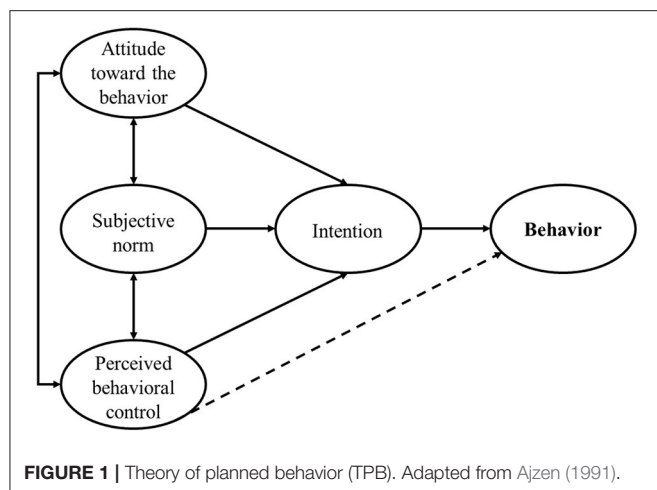 Attitude
toward the
behavior
Subjective
norm
Intention
Behavior
Perceived
behavioral
control
FIGURE 1 | Theory of planned behavior (TPB). Adapted from Ajzen (1991).